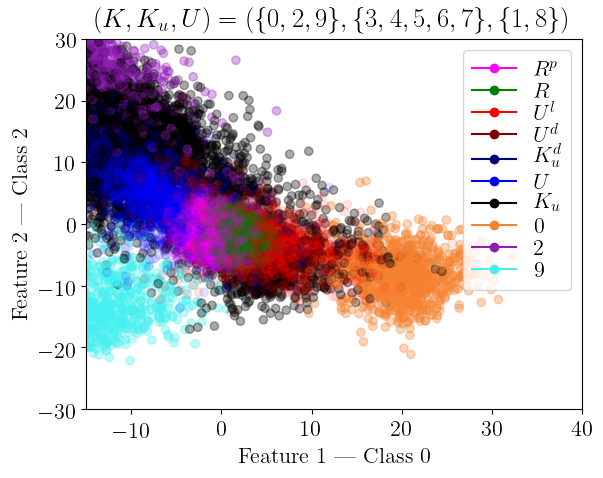 (K, K_u, U) = ({0, 2, 9}, {3, 4, 5, 6, 7}, {1, 8})
30
20
10
0
−10
−20
−30
Feature 2 — Class 2
R^p
R
U^l
U^d
K_u^d
U
K_u
0
2
9
−10 0 10 20 30 40
Feature 1 — Class 0